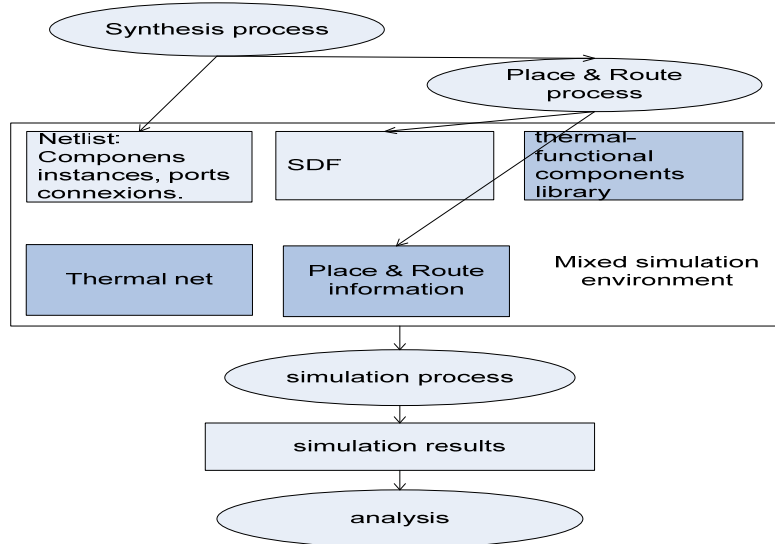 Synthesis process
Place & Route
process
Netlist:
Componens
instances, ports
connexions.
SDF
thermal-
functional
components
library
Thermal net
Place & Route
information
Mixed simulation
environment
simulation process
simulation results
analysis